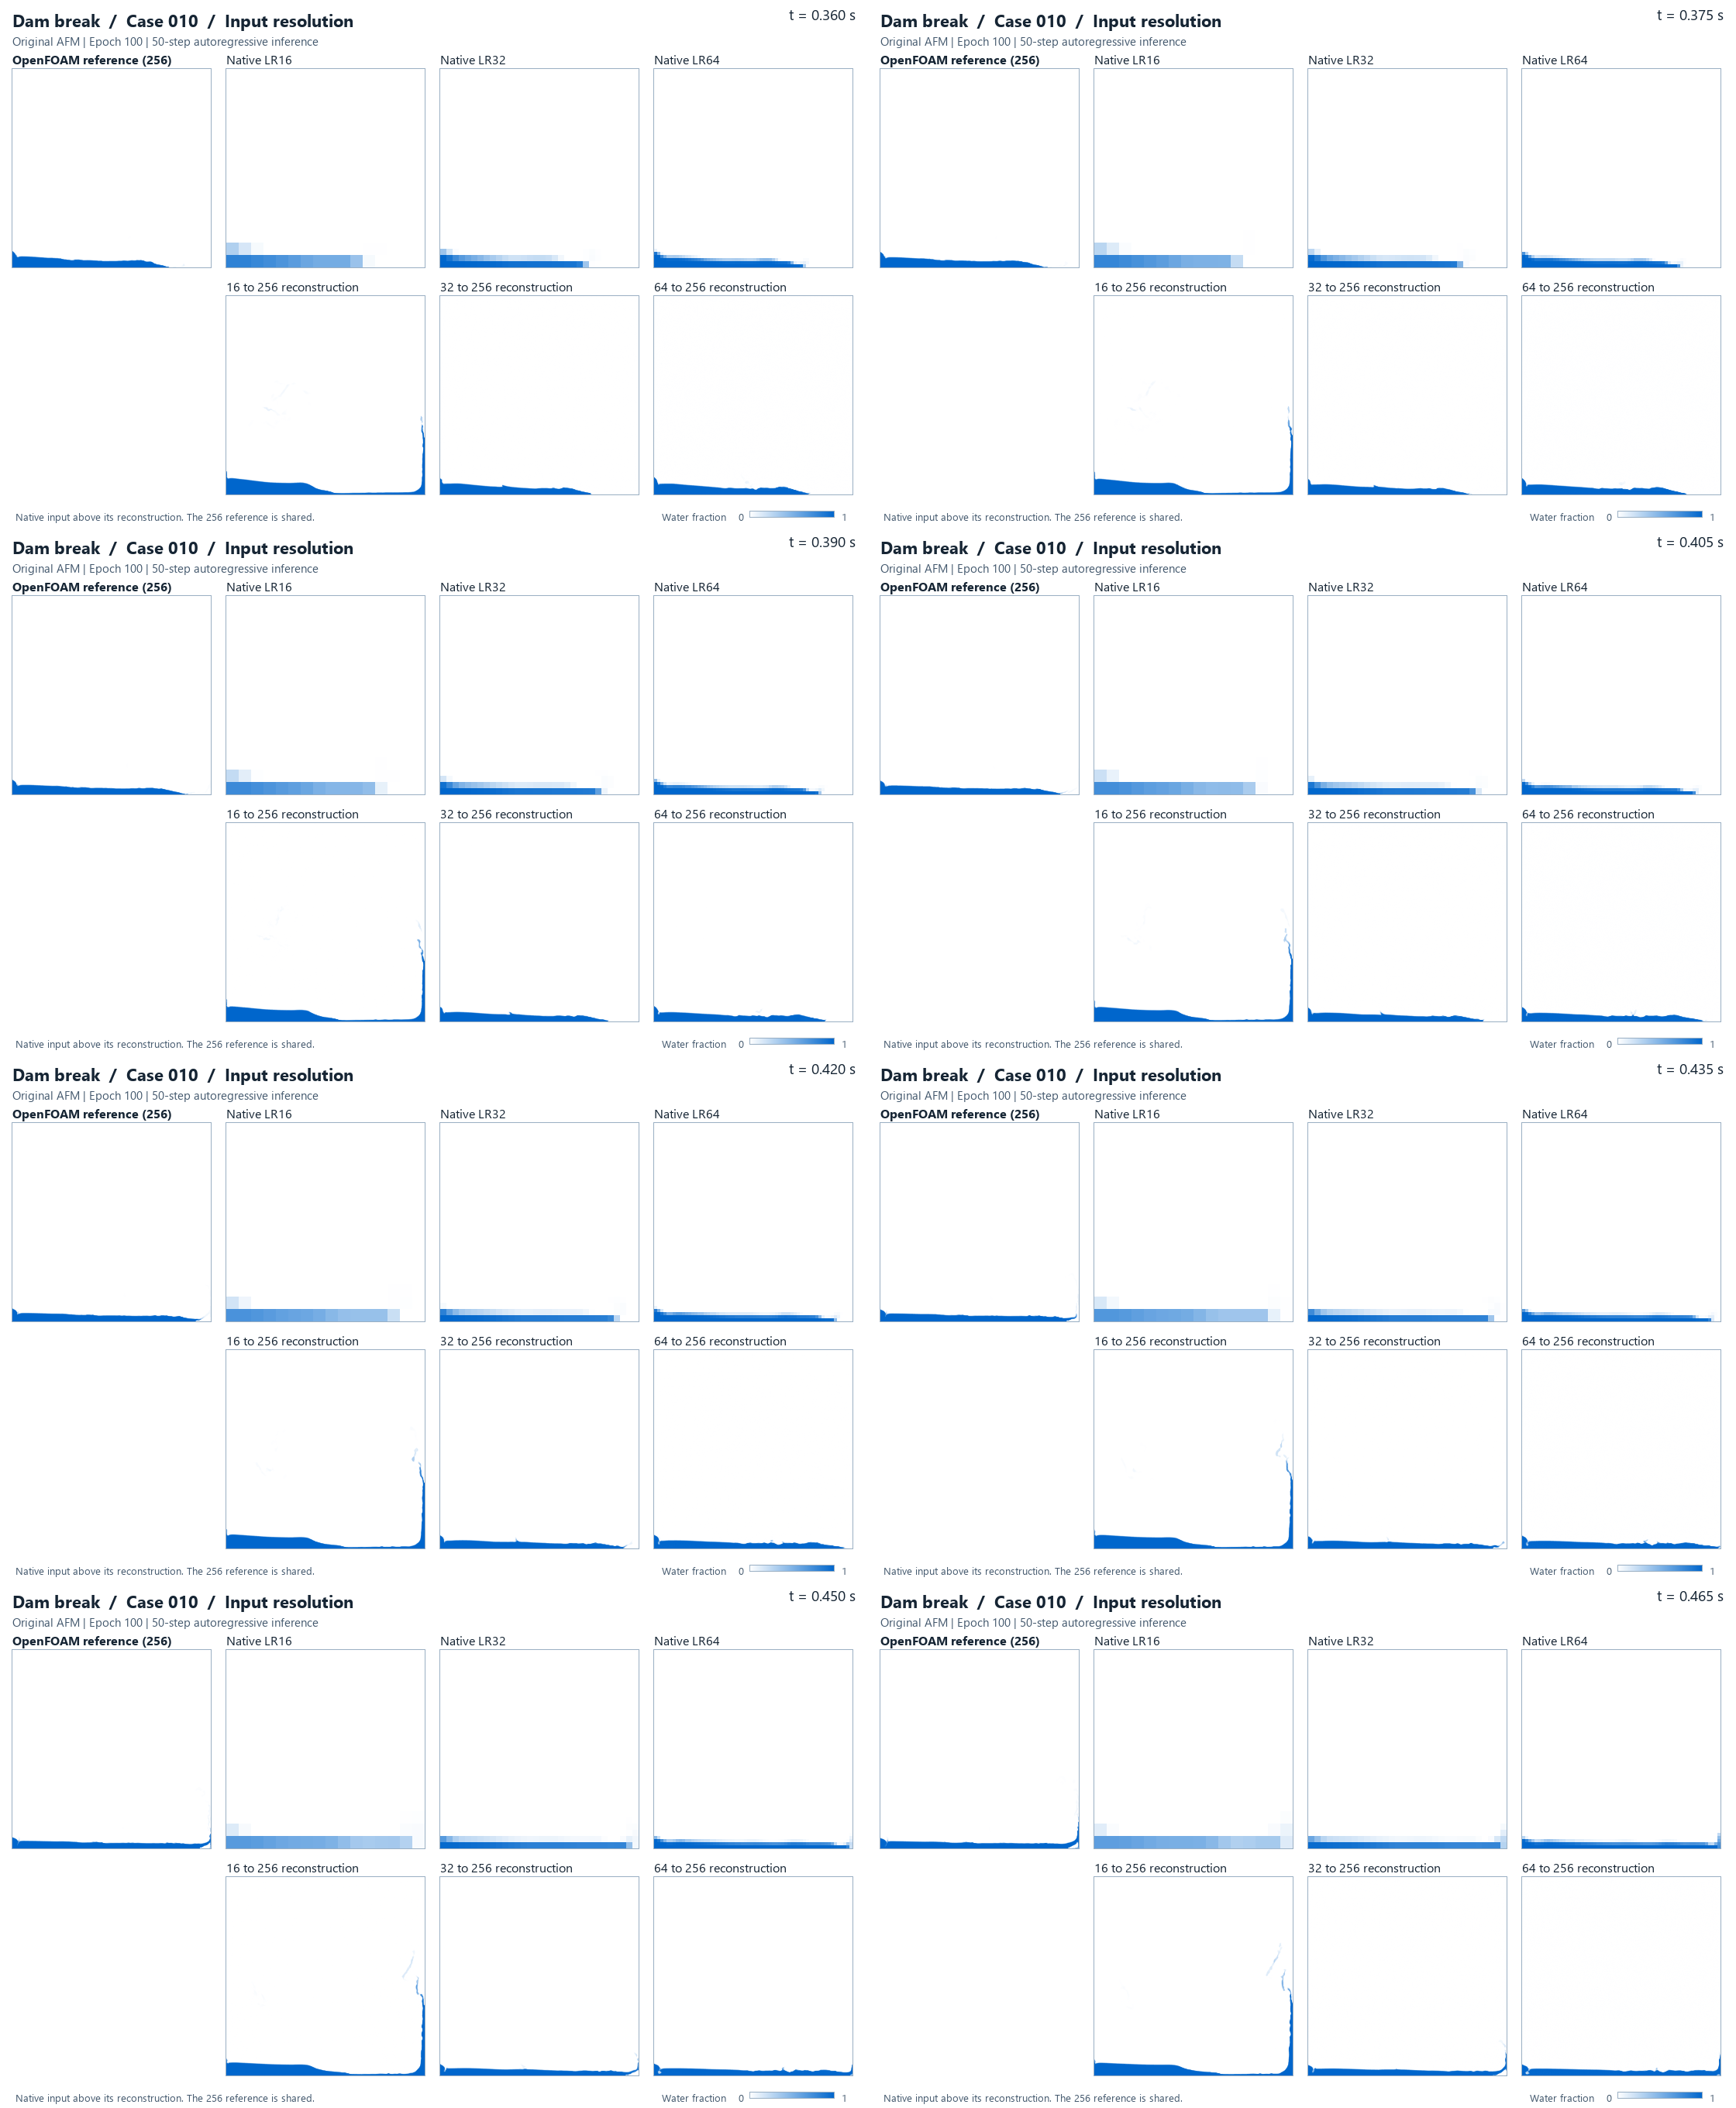 Dam break / Case 010 / Input resolution
t = 0.360 s
Original AFM | Epoch 100 | 50-step autoregressive inference
OpenFOAM reference (256)
Native LR16
Native LR32
Native LR64
16 to 256 reconstruction
32 to 256 reconstruction
64 to 256 reconstruction
Native input above its reconstruction. The 256 reference is shared.
Water fraction 0 1
Dam break / Case 010 / Input resolution
t = 0.375 s
Original AFM | Epoch 100 | 50-step autoregressive inference
OpenFOAM reference (256)
Native LR16
Native LR32
Native LR64
16 to 256 reconstruction
32 to 256 reconstruction
64 to 256 reconstruction
Native input above its reconstruction. The 256 reference is shared.
Water fraction 0 1
Dam break / Case 010 / Input resolution
t = 0.390 s
Original AFM | Epoch 100 | 50-step autoregressive inference
OpenFOAM reference (256)
Native LR16
Native LR32
Native LR64
16 to 256 reconstruction
32 to 256 reconstruction
64 to 256 reconstruction
Native input above its reconstruction. The 256 reference is shared.
Water fraction 0 1
Dam break / Case 010 / Input resolution
t = 0.405 s
Original AFM | Epoch 100 | 50-step autoregressive inference
OpenFOAM reference (256)
Native LR16
Native LR32
Native LR64
16 to 256 reconstruction
32 to 256 reconstruction
64 to 256 reconstruction
Native input above its reconstruction. The 256 reference is shared.
Water fraction 0 1
Dam break / Case 010 / Input resolution
t = 0.420 s
Original AFM | Epoch 100 | 50-step autoregressive inference
OpenFOAM reference (256)
Native LR16
Native LR32
Native LR64
16 to 256 reconstruction
32 to 256 reconstruction
64 to 256 reconstruction
Native input above its reconstruction. The 256 reference is shared.
Water fraction 0 1
Dam break / Case 010 / Input resolution
t = 0.435 s
Original AFM | Epoch 100 | 50-step autoregressive inference
OpenFOAM reference (256)
Native LR16
Native LR32
Native LR64
16 to 256 reconstruction
32 to 256 reconstruction
64 to 256 reconstruction
Native input above its reconstruction. The 256 reference is shared.
Water fraction 0 1
Dam break / Case 010 / Input resolution
t = 0.450 s
Original AFM | Epoch 100 | 50-step autoregressive inference
OpenFOAM reference (256)
Native LR16
Native LR32
Native LR64
16 to 256 reconstruction
32 to 256 reconstruction
64 to 256 reconstruction
Native input above its reconstruction. The 256 reference is shared.
Water fraction 0 1
Dam break / Case 010 / Input resolution
t = 0.465 s
Original AFM | Epoch 100 | 50-step autoregressive inference
OpenFOAM reference (256)
Native LR16
Native LR32
Native LR64
16 to 256 reconstruction
32 to 256 reconstruction
64 to 256 reconstruction
Native input above its reconstruction. The 256 reference is shared.
Water fraction 0 1